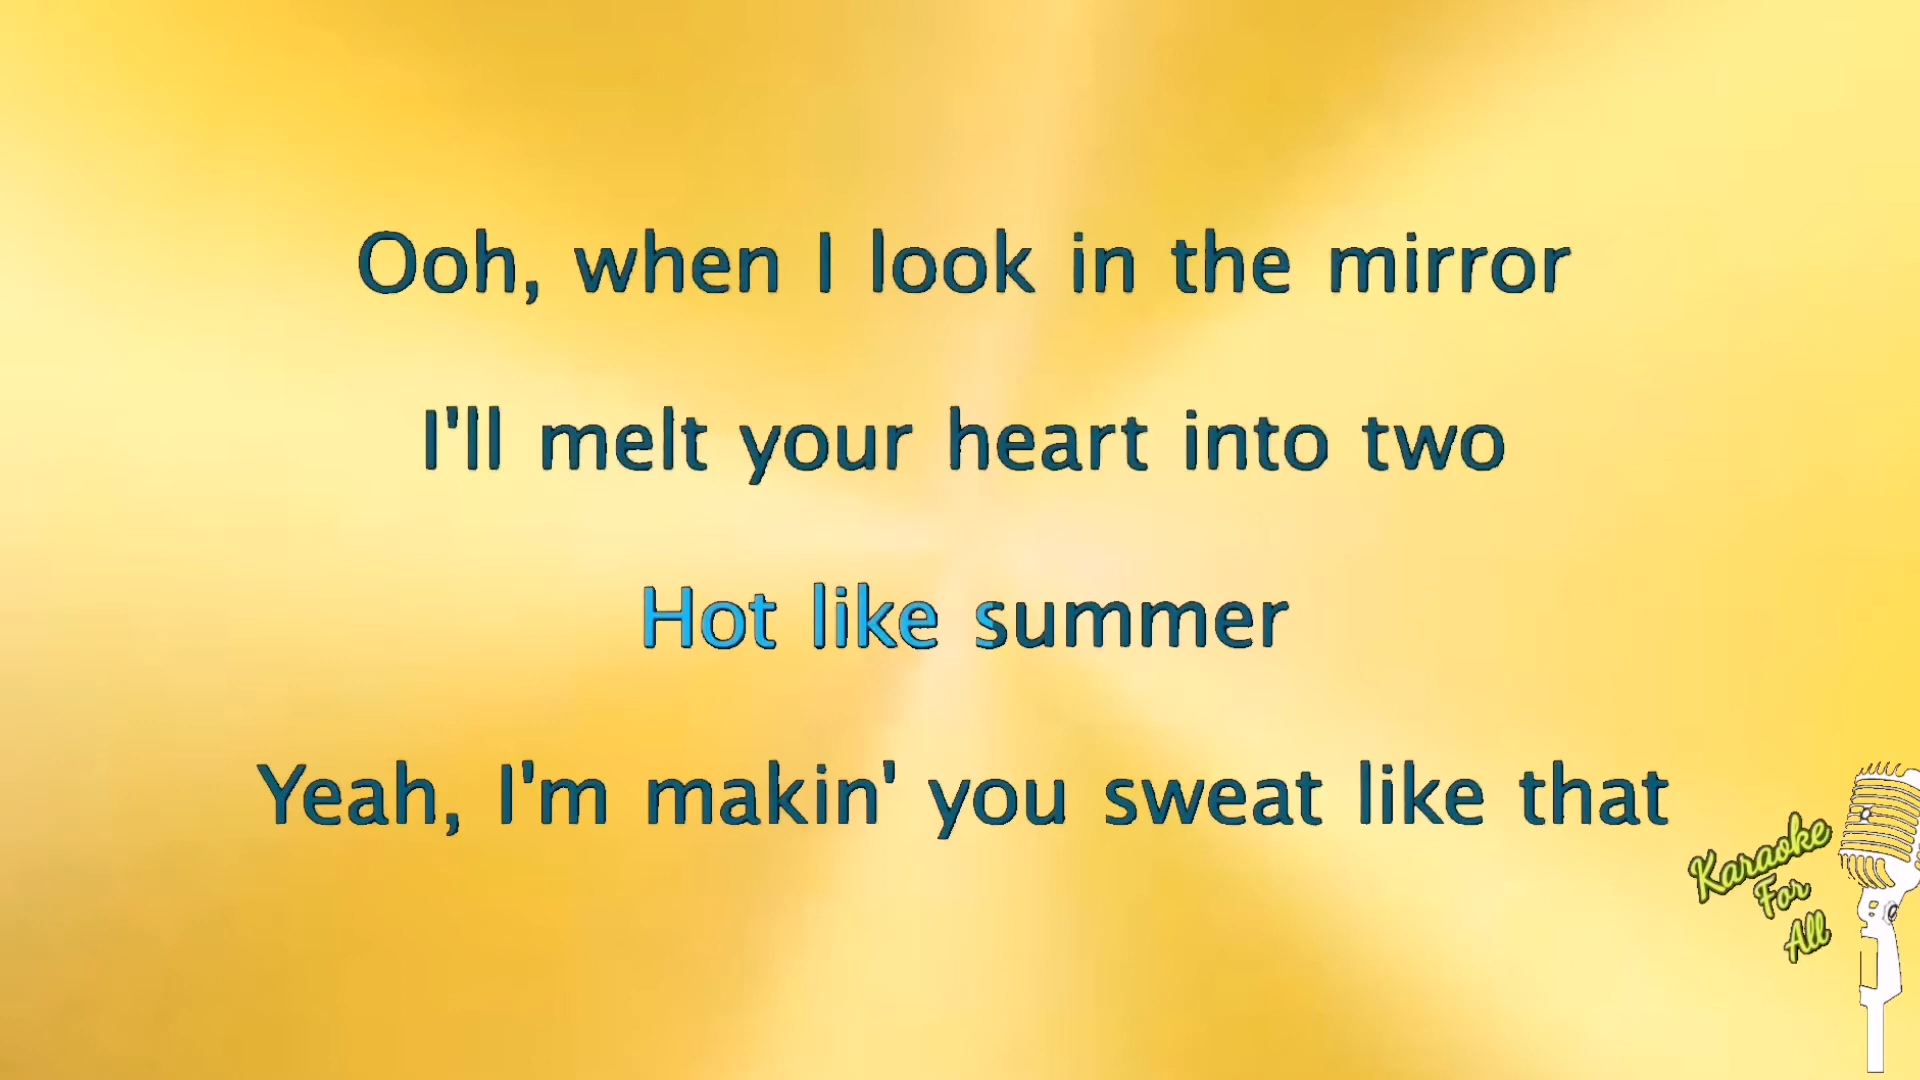 Ooh, when I look in the mirror
I'll melt your heart into two
Hot like summer
Yeah, I'm makin' you sweat like that
Karaoke
For
All